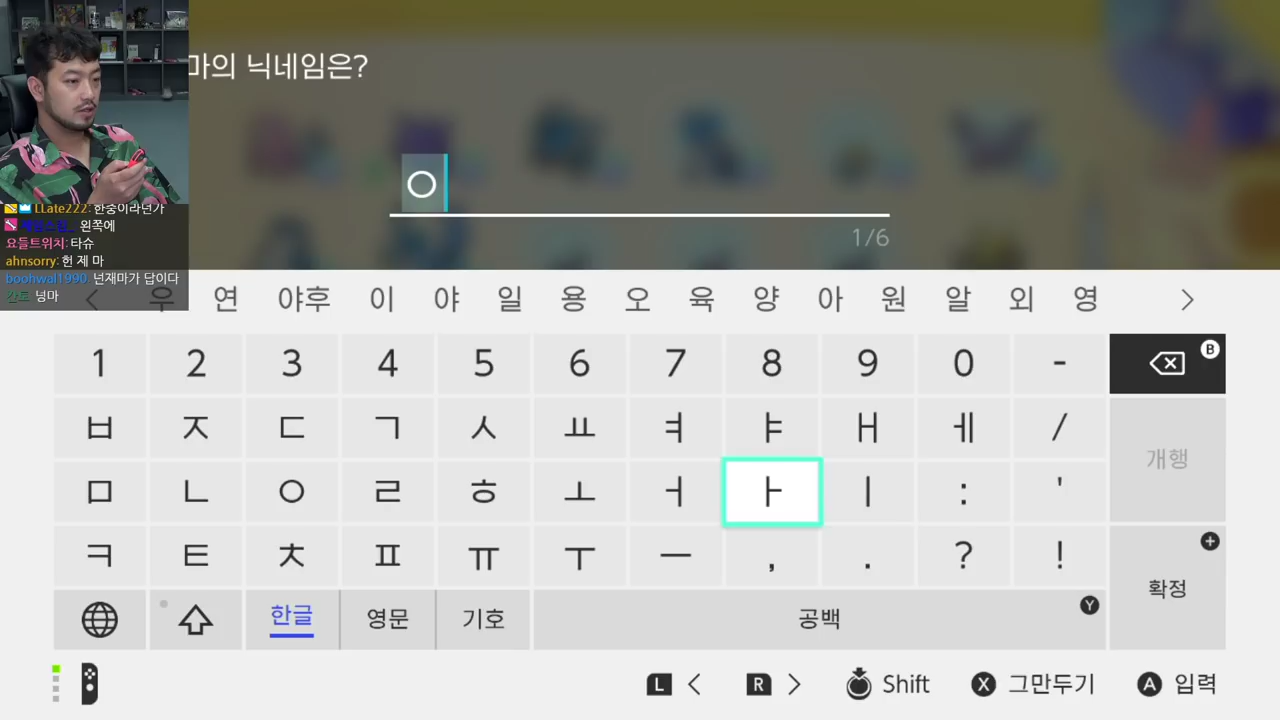 마의 닉네임은?
ㅇ
1/6
LLate222: 한중이라던가
왼쪽에
요들트위치: 타슈
ahnsorry: 현 제 마
boohwal1990: 넌재마가 답이다
칸토 넝마
< 우 연 야후 이 야 일 용 오 육 양 아 원 알 외 영 >
1 2 3 4 5 6 7 8 9 0 - B
ㅂ ㅈ ㄷ ㄱ ㅅ ㅛ ㅕ ㅑ ㅐ ㅔ / 개행
ㅁ ㄴ ㅇ ㄹ ㅎ ㅗ ㅓ ㅏ ㅣ : '
ㅋ ㅌ ㅊ ㅍ ㅠ ㅜ ㅡ , . ? ! + 확정
한글 영문 기호 공백 Y
L < R > Shift X 그만두기 A 입력